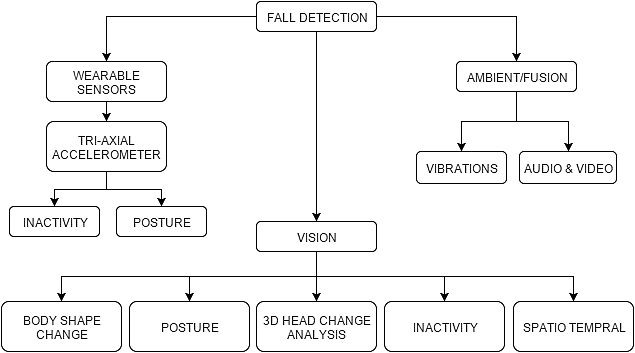 FALL DETECTION
WEARABLE
SENSORS
AMBIENT/FUSION
TRI-AXIAL
ACCELEROMETER
VIBRATIONS
AUDIO & VIDEO
INACTIVITY
POSTURE
VISION
BODY SHAPE
CHANGE
POSTURE
3D HEAD CHANGE
ANALYSIS
INACTIVITY
SPATIO TEMPRAL